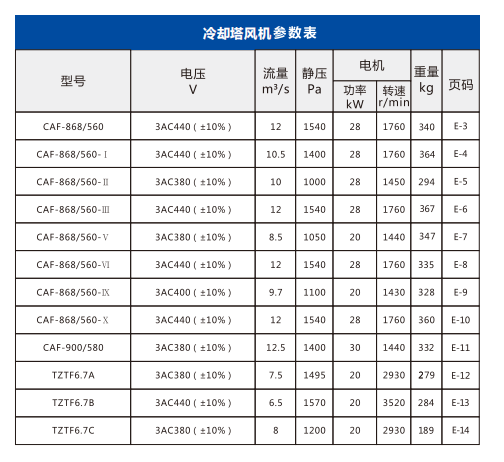 冷却塔风机参数表
型号 电压 V 流量 m³/s 静压 Pa 电机 功率 kW 转速 r/min 重量 kg 页码
CAF-868/560 3AC440 ( ±10% ) 12 1540 28 1760 340 E-3
CAF-868/560-Ⅰ 3AC440 ( ±10% ) 10.5 1400 28 1760 364 E-4
CAF-868/560-Ⅱ 3AC380 ( ±10% ) 10 1000 28 1450 294 E-5
CAF-868/560-Ⅲ 3AC440 ( ±10% ) 12 1540 28 1760 367 E-6
CAF-868/560-Ⅴ 3AC380 ( ±10% ) 8.5 1050 20 1440 347 E-7
CAF-868/560-Ⅵ 3AC440 ( ±10% ) 12 1540 28 1760 335 E-8
CAF-868/560-Ⅸ 3AC400 ( ±10% ) 9.7 1100 20 1430 328 E-9
CAF-868/560-Ⅹ 3AC440 ( ±10% ) 12 1540 28 1760 360 E-10
CAF-900/580 3AC380 ( ±10% ) 12.5 1400 30 1440 332 E-11
TZTF6.7A 3AC380 ( ±10% ) 7.5 1495 20 2930 279 E-12
TZTF6.7B 3AC440 ( ±10% ) 6.5 1570 20 3520 284 E-13
TZTF6.7C 3AC380 ( ±10% ) 8 1200 20 2930 189 E-14